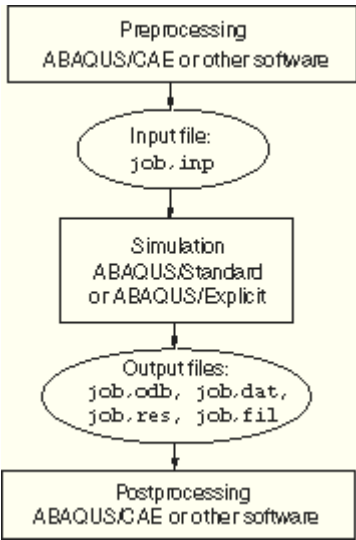 Preprocessing
ABAQUS/CAE or other software
Input file:
job.inp
Simulation
ABAQUS/Standard
or ABAQUS/Explicit
Output files:
job.odb, job.dat,
job.res, job.fil
Postprocessing
ABAQUS/CAE or other software